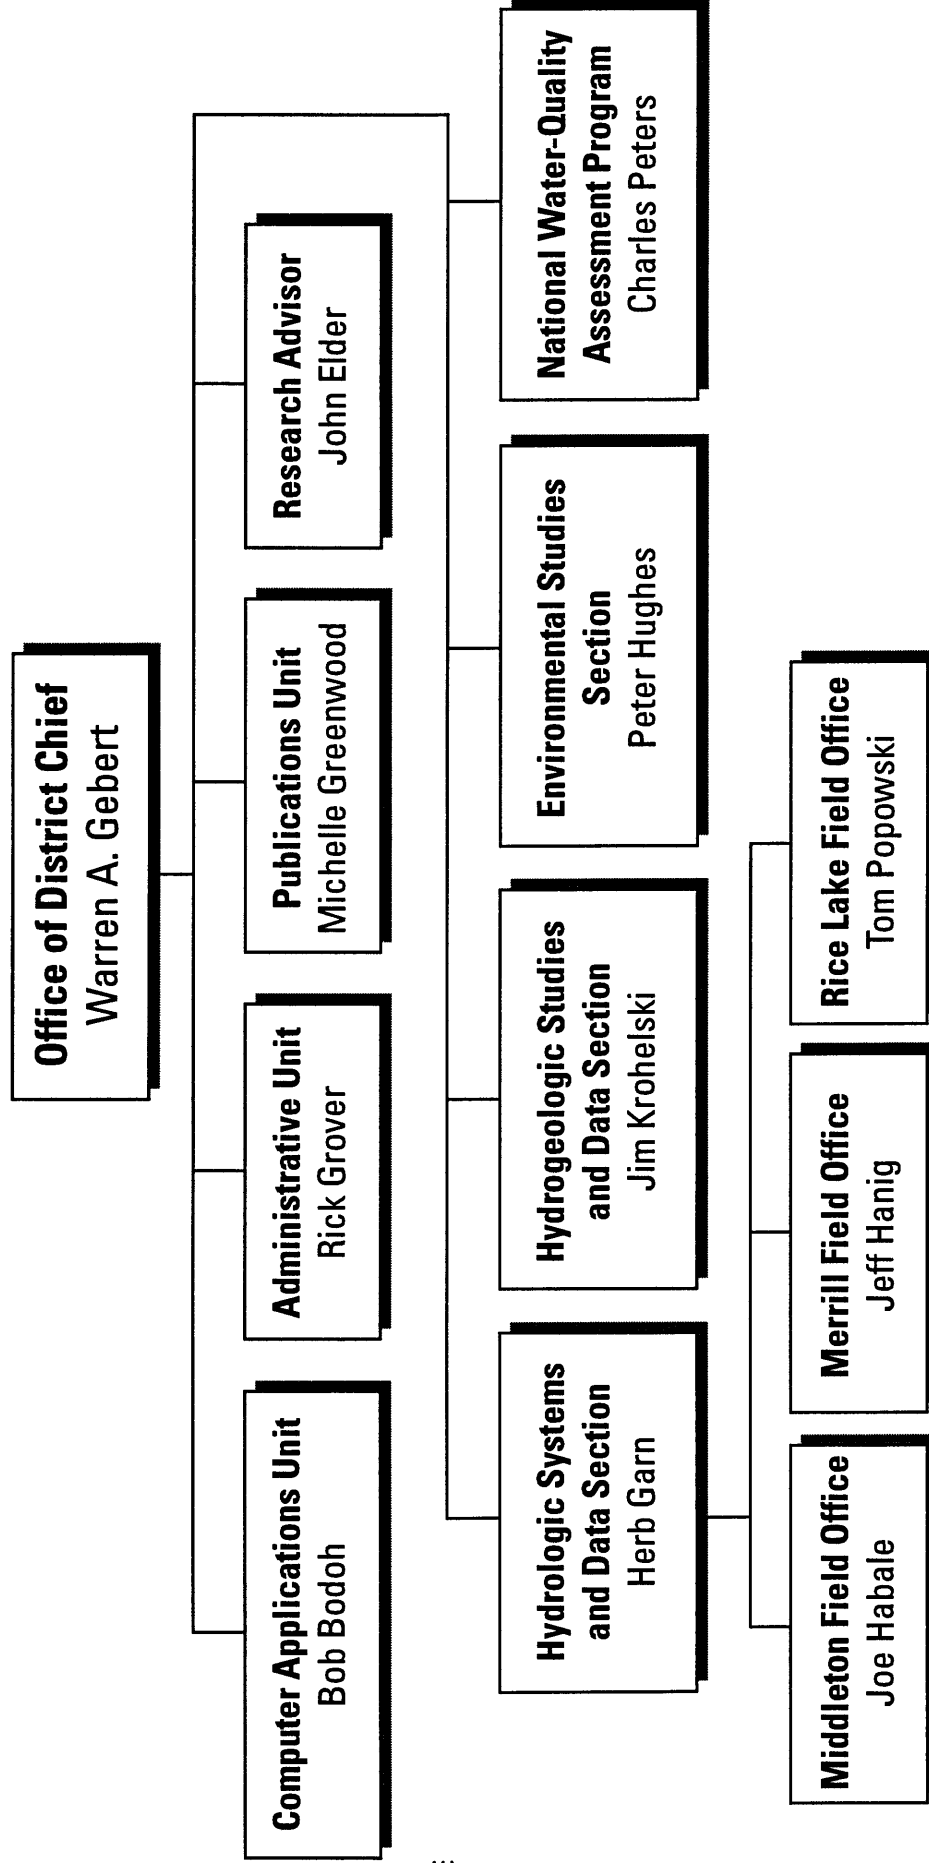 Office of District Chief
Warren A. Gebert
Computer Applications Unit
Bob Bodoh
Administrative Unit
Rick Grover
Publications Unit
Michelle Greenwood
Research Advisor
John Elder
Hydrologic Systems
and Data Section
Herb Garn
Hydrogeologic Studies
and Data Section
Jim Krohelski
Environmental Studies
Section
Peter Hughes
National Water-Quality
Assessment Program
Charles Peters
Middleton Field Office
Joe Habale
Merrill Field Office
Jeff Hanig
Rice Lake Field Office
Tom Popowski